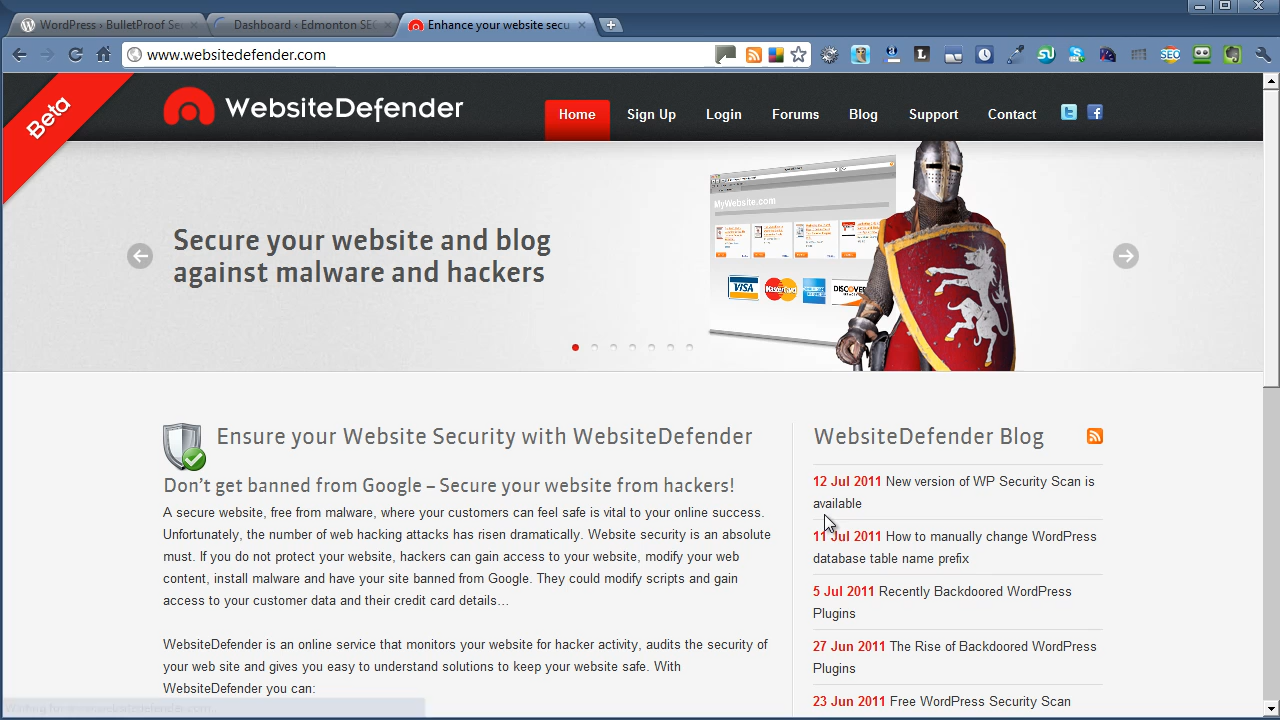 WordPress › BulletProof Se
Dashboard ‹ Edmonton SE
Enhance your website secu
www.websitedefender.com
Beta
WebsiteDefender
Home
Sign Up
Login
Forums
Blog
Support
Contact
MyWebsite.com
VISA
MasterCard
DISCOVER
Secure your website and blog
against malware and hackers
Ensure your Website Security with WebsiteDefender
Don't get banned from Google – Secure your website from hackers!
A secure website, free from malware, where your customers can feel safe is vital to your online success.
Unfortunately, the number of web hacking attacks has risen dramatically. Website security is an absolute
must. If you do not protect your website, hackers can gain access to your website, modify your web
content, install malware and have your site banned from Google. They could modify scripts and gain
access to your customer data and their credit card details...
WebsiteDefender is an online service that monitors your website for hacker activity, audits the security of
your web site and gives you easy to understand solutions to keep your website safe. With
WebsiteDefender you can:
WebsiteDefender Blog
12 Jul 2011 New version of WP Security Scan is
available
11 Jul 2011 How to manually change WordPress
database table name prefix
5 Jul 2011 Recently Backdoored WordPress
Plugins
27 Jun 2011 The Rise of Backdoored WordPress
Plugins
23 Jun 2011 Free WordPress Security Scan